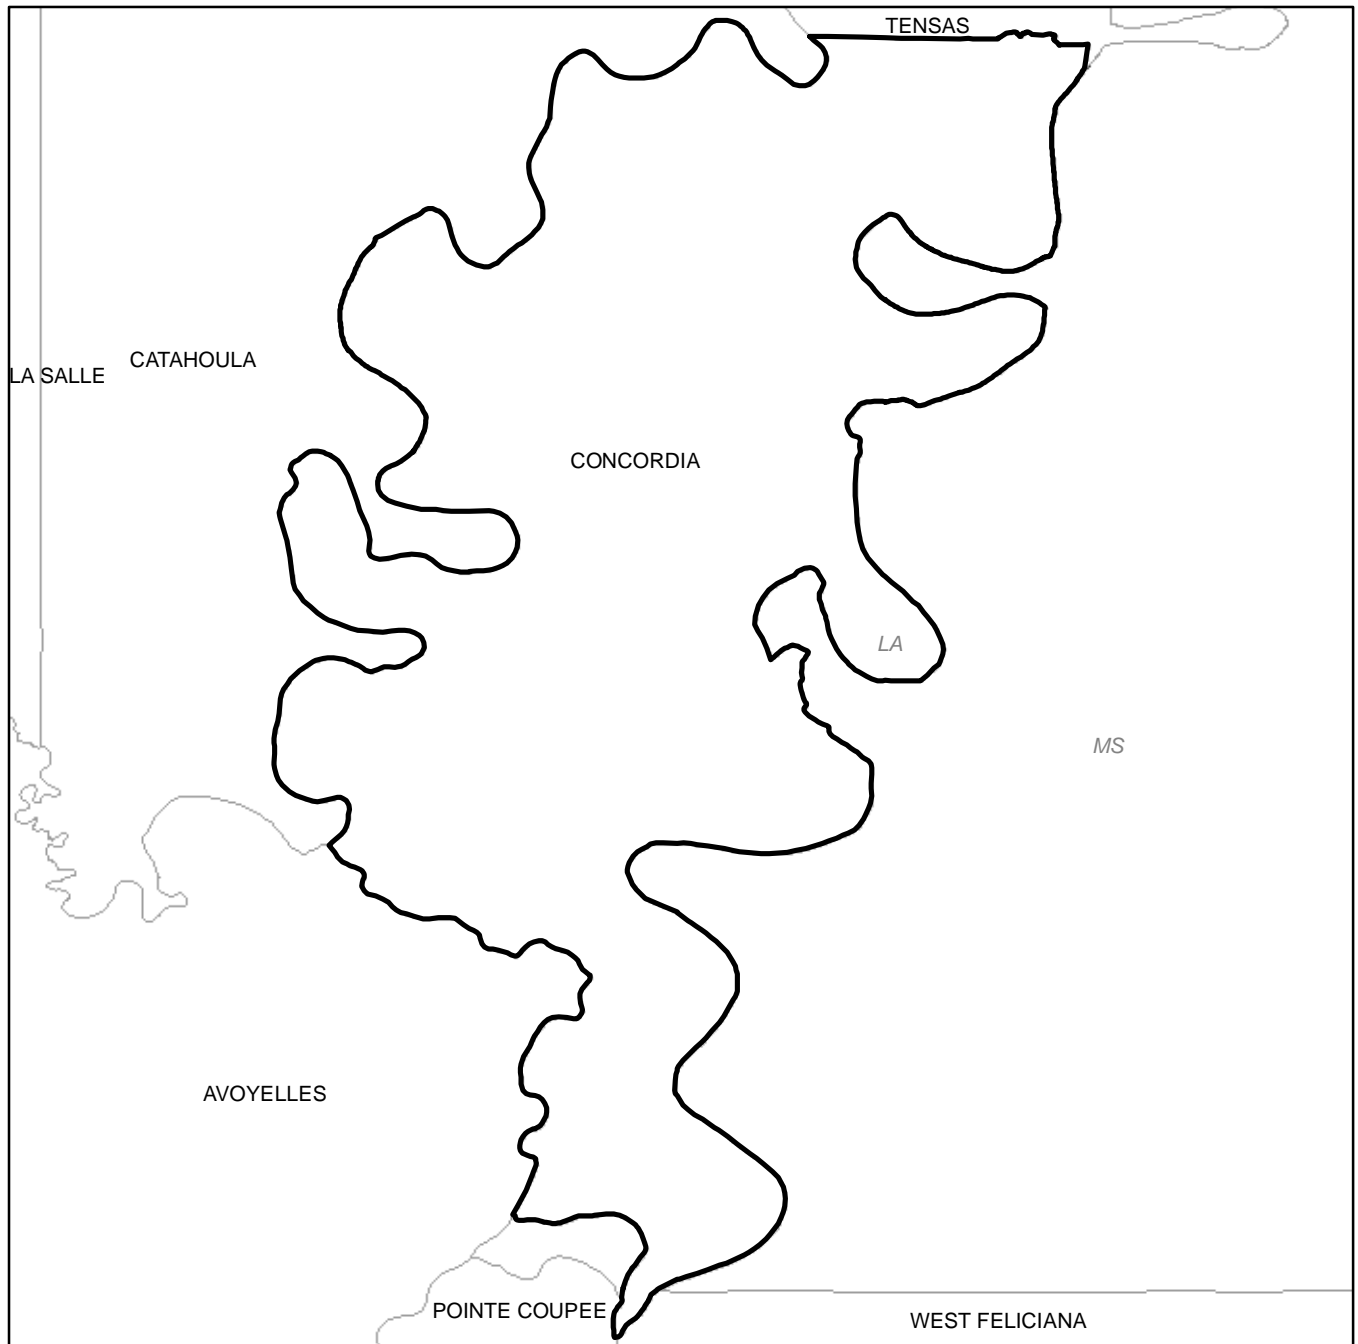 TENSAS
CATAHOULA
LA SALLE
CONCORDIA
LA
MS
AVOYELLES
POINTE COUPEE
WEST FELICIANA